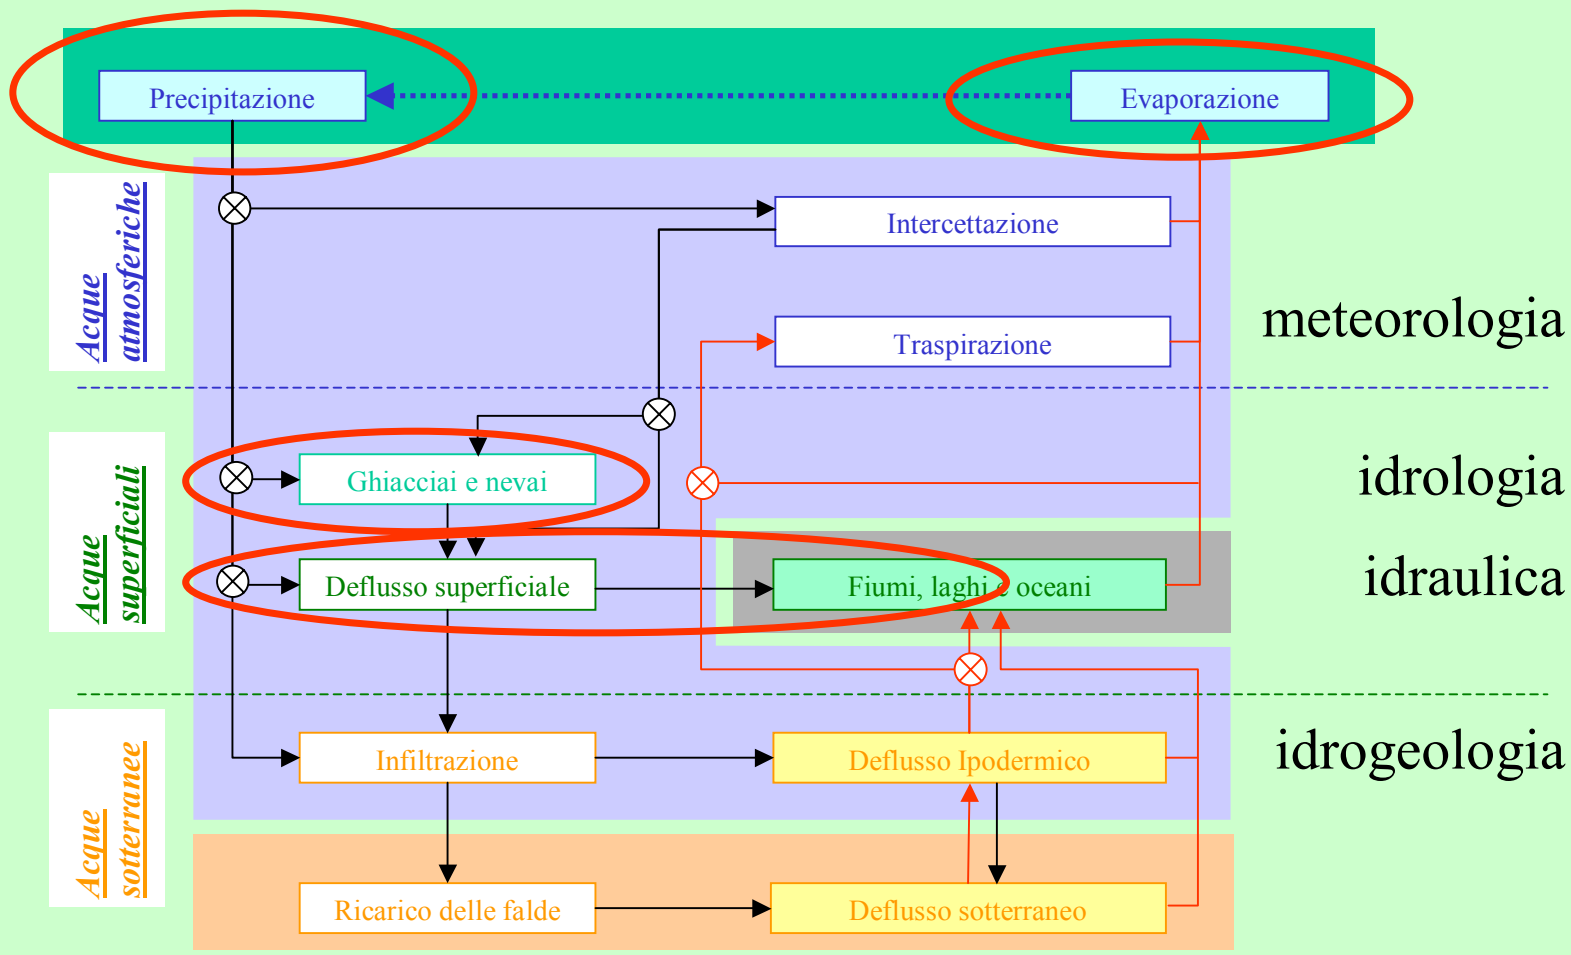 Precipitazione
Evaporazione
Acque
atmosferiche
Intercettazione
meteorologia
Traspirazione
Acque
superficiali
Ghiacciai e nevai
idrologia
Deflusso superficiale
Fiumi, laghi e oceani
idraulica
Acque
sotterranee
Infiltrazione
Deflusso Ipodermico
idrogeologia
Ricarico delle falde
Deflusso sotterraneo